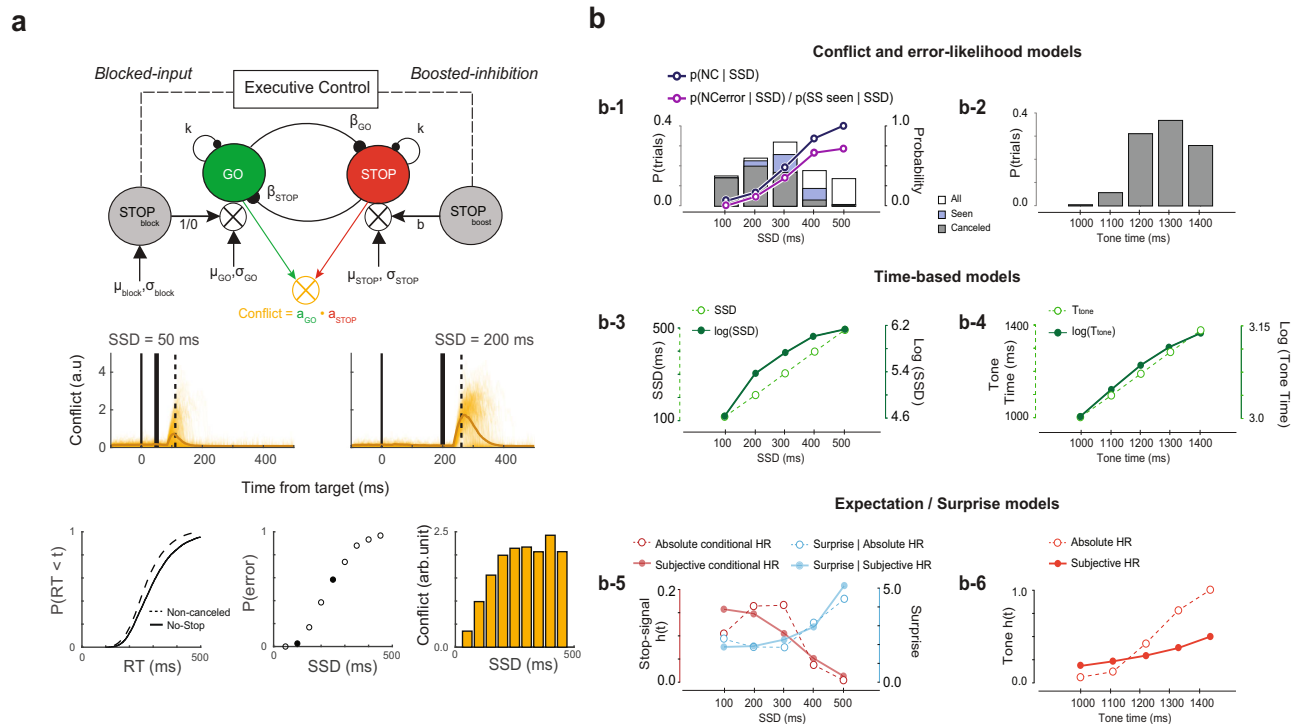 a
Blocked-input
Boosted-inhibition
Executive Control
k
βGO
k
GO
STOP
βSTOP
STOP block
1/0
b
STOP boost
μblock,σblock
μGO,σGO
μSTOP, σSTOP
Conflict = aGO • aSTOP
SSD = 50 ms
SSD = 200 ms
Conflict (a.u)
4
2
0
0 200 400
0 200 400
Time from target (ms)
P(RT < t)
1
0
Non-canceled
No-Stop
500
RT (ms)
P(error)
1
0
0 500
SSD (ms)
Conflict (arb.unit)
2.5
0
0 500
SSD (ms)
b
Conflict and error-likelihood models
p(NC | SSD)
p(NCerror | SSD) / p(SS seen | SSD)
b-1
P(trials)
0.4
0.0
1.0
0.0
Probability
All
Seen
Canceled
100 200 300 400 500
SSD (ms)
b-2
P(trials)
0.4
0.0
1000 1100 1200 1300 1400
Tone time (ms)
Time-based models
b-3
SSD
log(SSD)
SSD(ms)
500
100
6.2
5.4
4.6
Log (SSD)
100 200 300 400 500
SSD (ms)
b-4
Ttone
log(Ttone)
Tone Time (ms)
1400
1000
3.15
3.0
Log (Tone Time)
1000 1100 1200 1300 1400
Tone time (ms)
Expectation / Surprise models
Absolute conditional HR
Subjective conditional HR
Surprise | Absolute HR
Surprise | Subjective HR
b-5
Stop-signal h(t)
0.2
0.0
5.0
0.0
Surprise
100 200 300 400 500
SSD (ms)
Absolute HR
Subjective HR
b-6
Tone h(t)
1.0
0.0
1000 1100 1200 1300 1400
Tone time (ms)